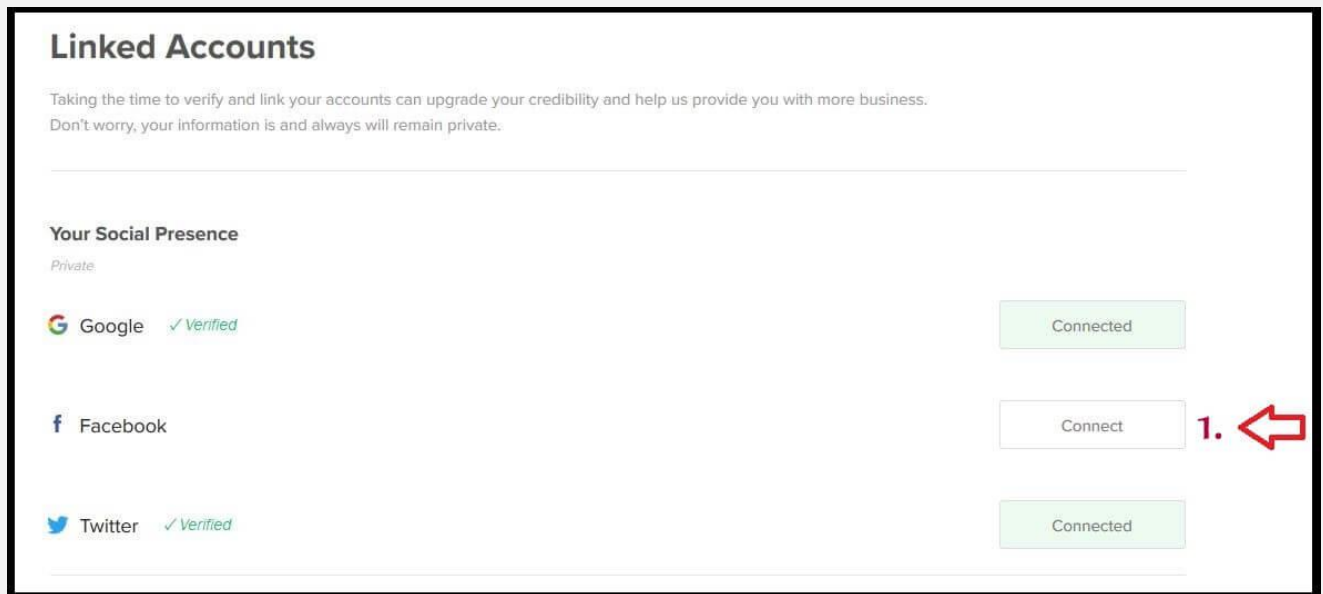 Linked Accounts
Taking the time to verify and link your accounts can upgrade your credibility and help us provide you with more business.
Don't worry, your information is and always will remain private.
Your Social Presence
Private
Google ✓ Verified Connected
Facebook Connect 1.
Twitter ✓ Verified Connected